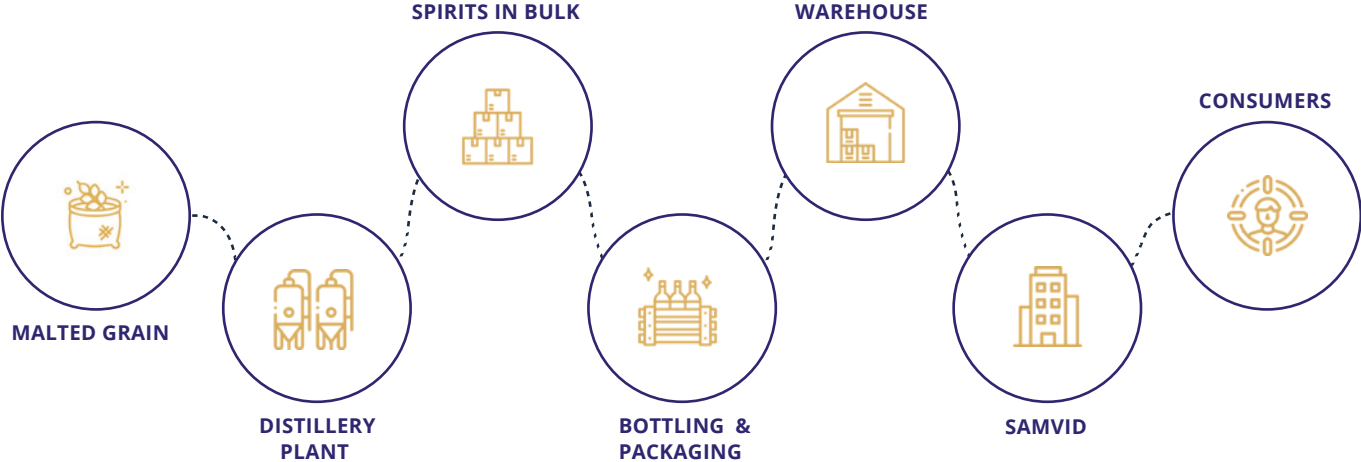 SPIRITS IN BULK
WAREHOUSE
CONSUMERS
MALTED GRAIN
DISTILLERY
PLANT
BOTTLING &
PACKAGING
SAMVID